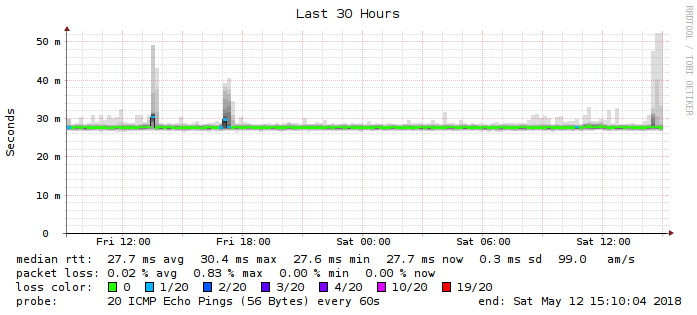 Last 30 Hours
RRDTOOL / TOBI OETIKER
Seconds
50 m
40 m
30 m
20 m
10 m
0
Fri 12:00 Fri 18:00 Sat 00:00 Sat 06:00 Sat 12:00
median rtt: 27.7 ms avg 30.4 ms max 27.6 ms min 27.7 ms now 0.3 ms sd 99.0 am/s
packet loss: 0.02 % avg 0.83 % max 0.00 % min 0.00 % now
loss color: 0 1/20 2/20 3/20 4/20 10/20 19/20
probe: 20 ICMP Echo Pings (56 Bytes) every 60s end: Sat May 12 15:10:04 2018